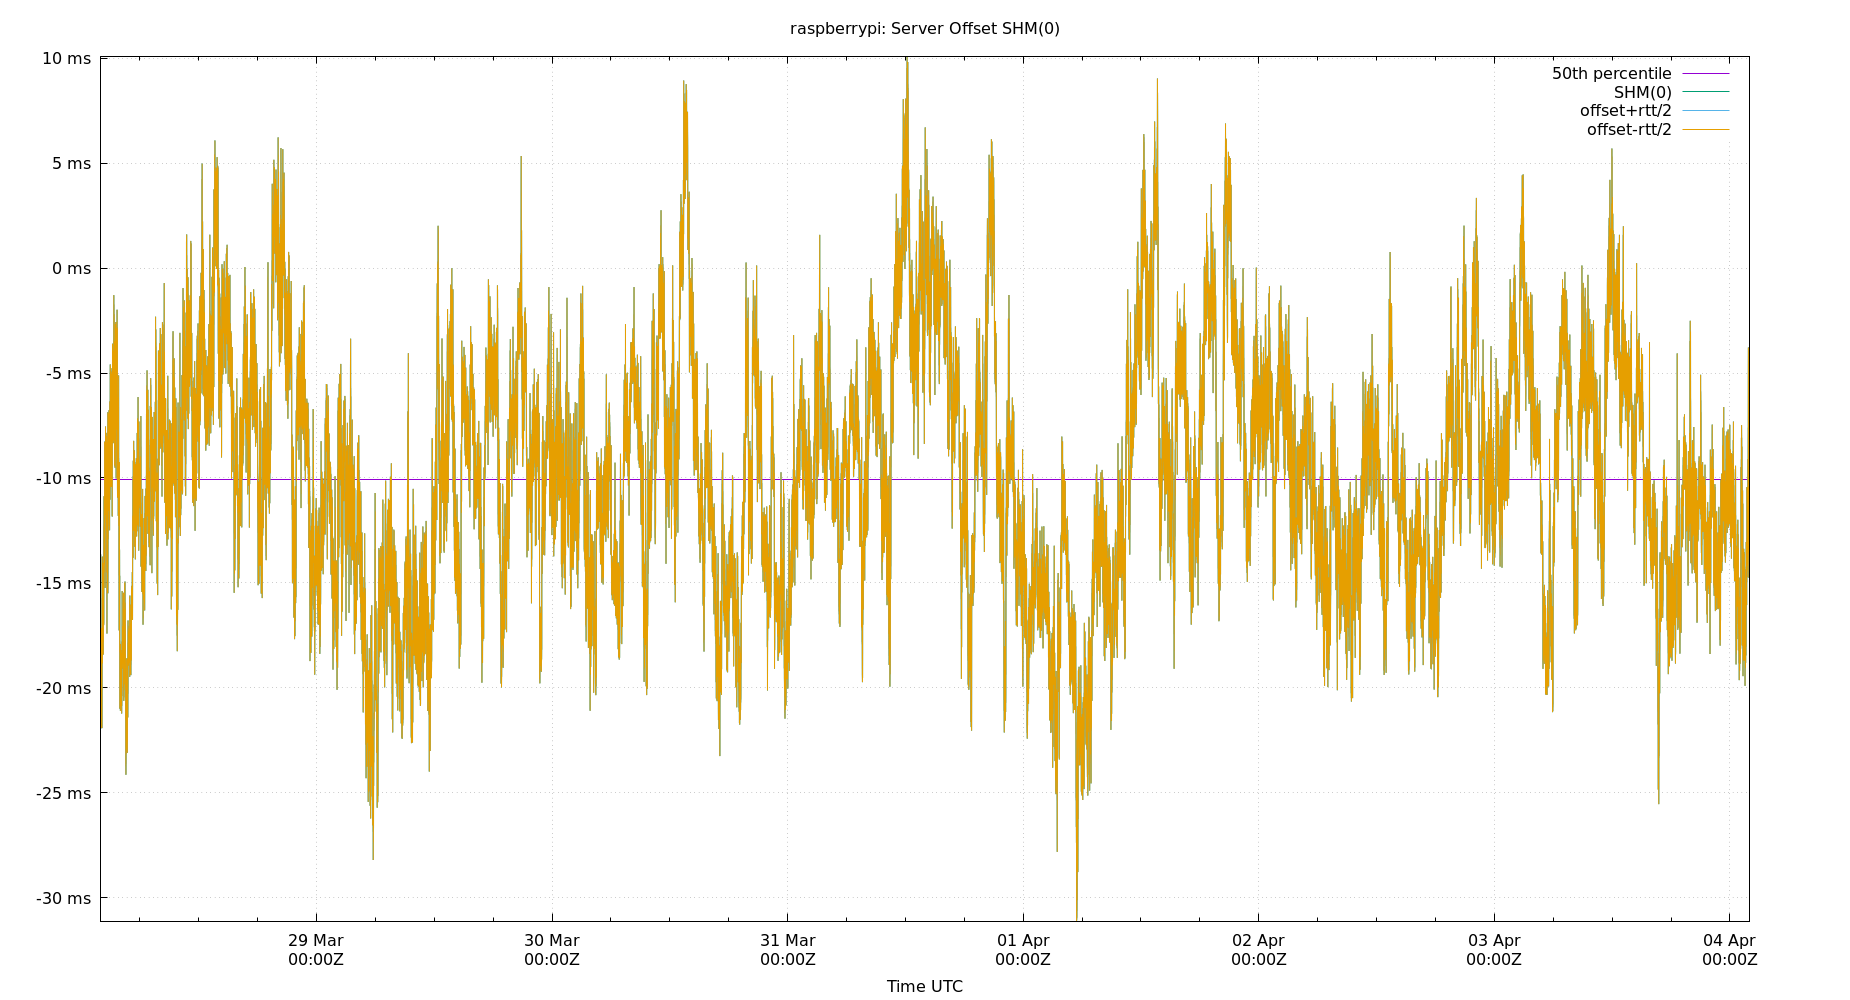 raspberrypi: Server Offset SHM(0)
10 ms
5 ms
0 ms
-5 ms
-10 ms
-15 ms
-20 ms
-25 ms
-30 ms
50th percentile
SHM(0)
offset+rtt/2
offset-rtt/2
29 Mar
00:00Z
30 Mar
00:00Z
31 Mar
00:00Z
01 Apr
00:00Z
02 Apr
00:00Z
03 Apr
00:00Z
04 Apr
00:00Z
Time UTC